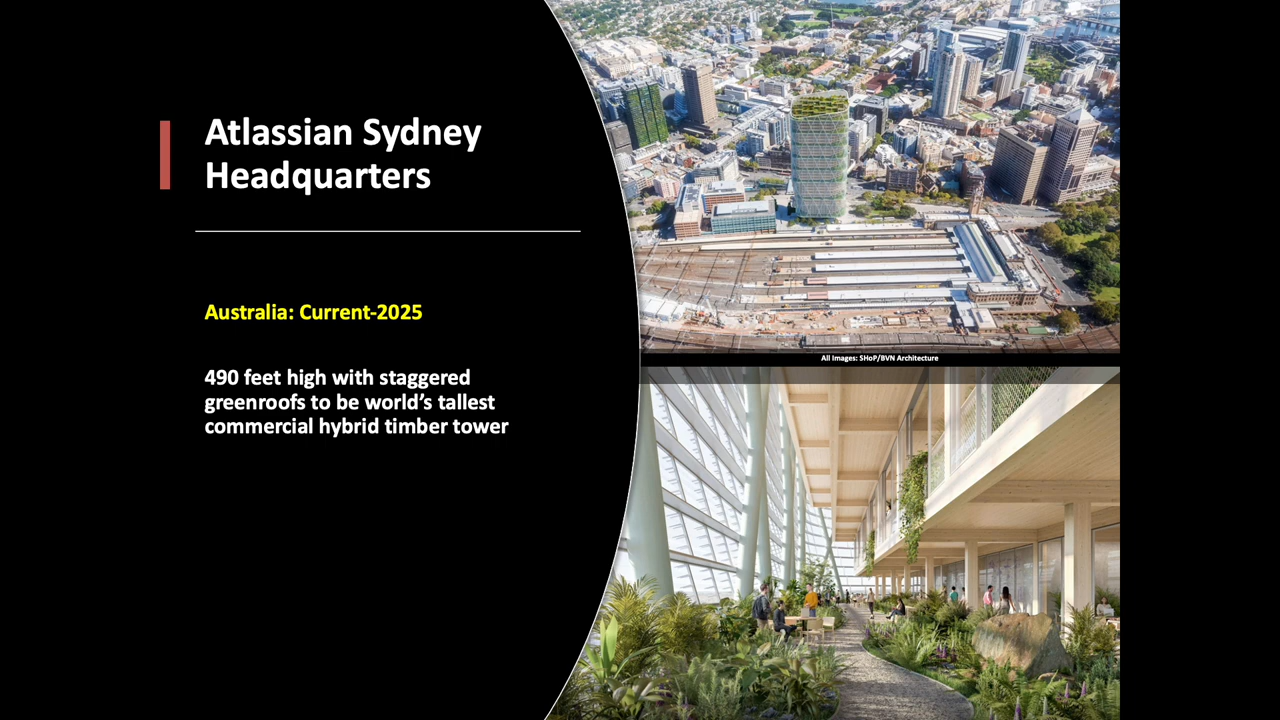 Atlassian Sydney
Headquarters
Australia: Current-2025
490 feet high with staggered
greenroofs to be world's tallest
commercial hybrid timber tower
All Images: SHoP/BVN Architecture